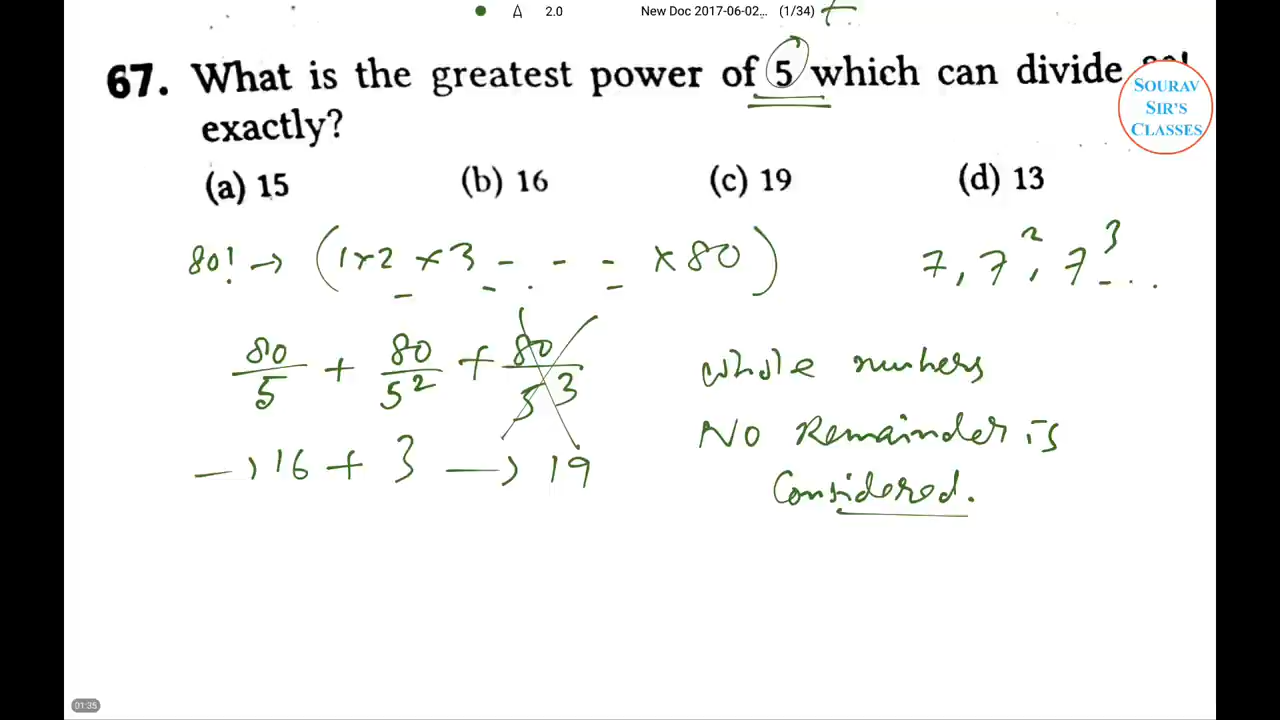 A 2.0 New Doc 2017-06-02... (1/34)
67. What is the greatest power of 5 which can divide
exactly?
SOURAV
SIR'S
CLASSES
(a) 15 (b) 16 (c) 19 (d) 13
80! → (1×2 ×3 - - - ×80) 7, 7², 7³ ...
80/5 + 80/5² + 80/5³
whole numbers
No Remainder is
→ 16 + 3 → 19
Considered.
01:35